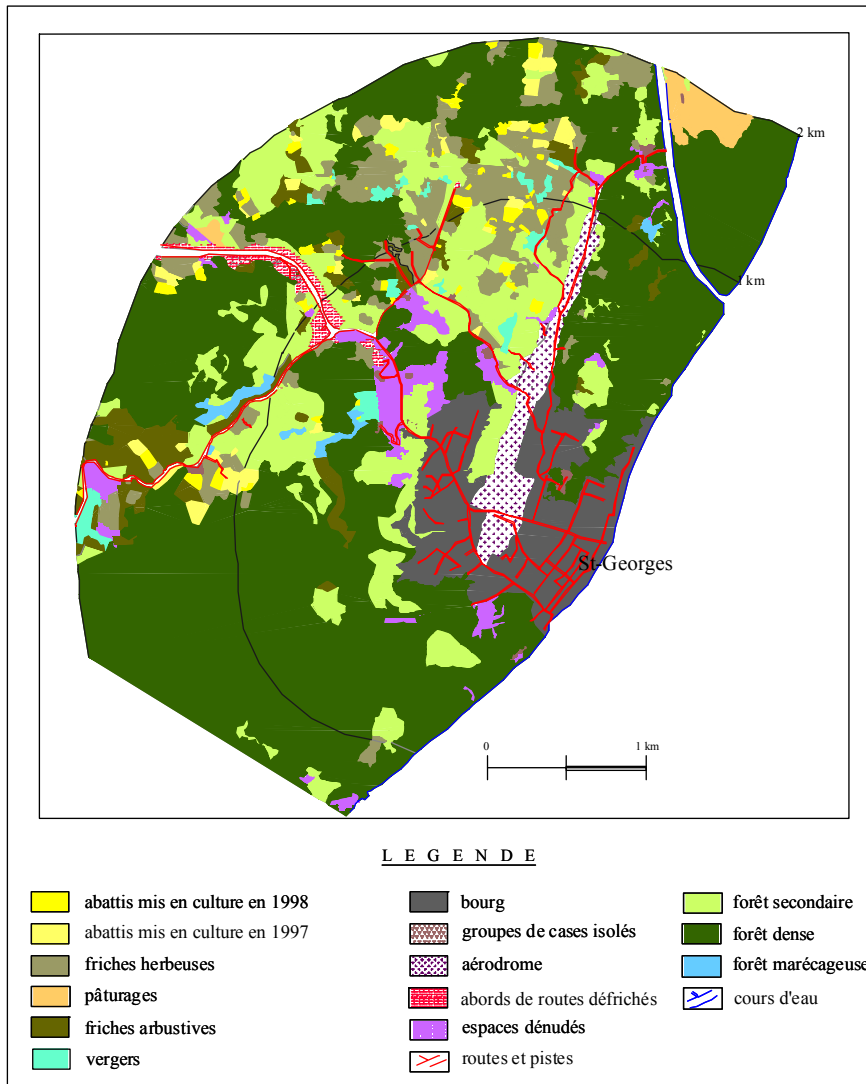 2 km
1 km
St-Georges
0 1 km
L E G E N D E
abattis mis en culture en 1998
abattis mis en culture en 1997
friches herbeuses
pâturages
friches arbustives
vergers
bourg
groupes de cases isolés
aérodrome
abords de routes défrichés
espaces dénudés
routes et pistes
forêt secondaire
forêt dense
forêt marécageuse
cours d'eau